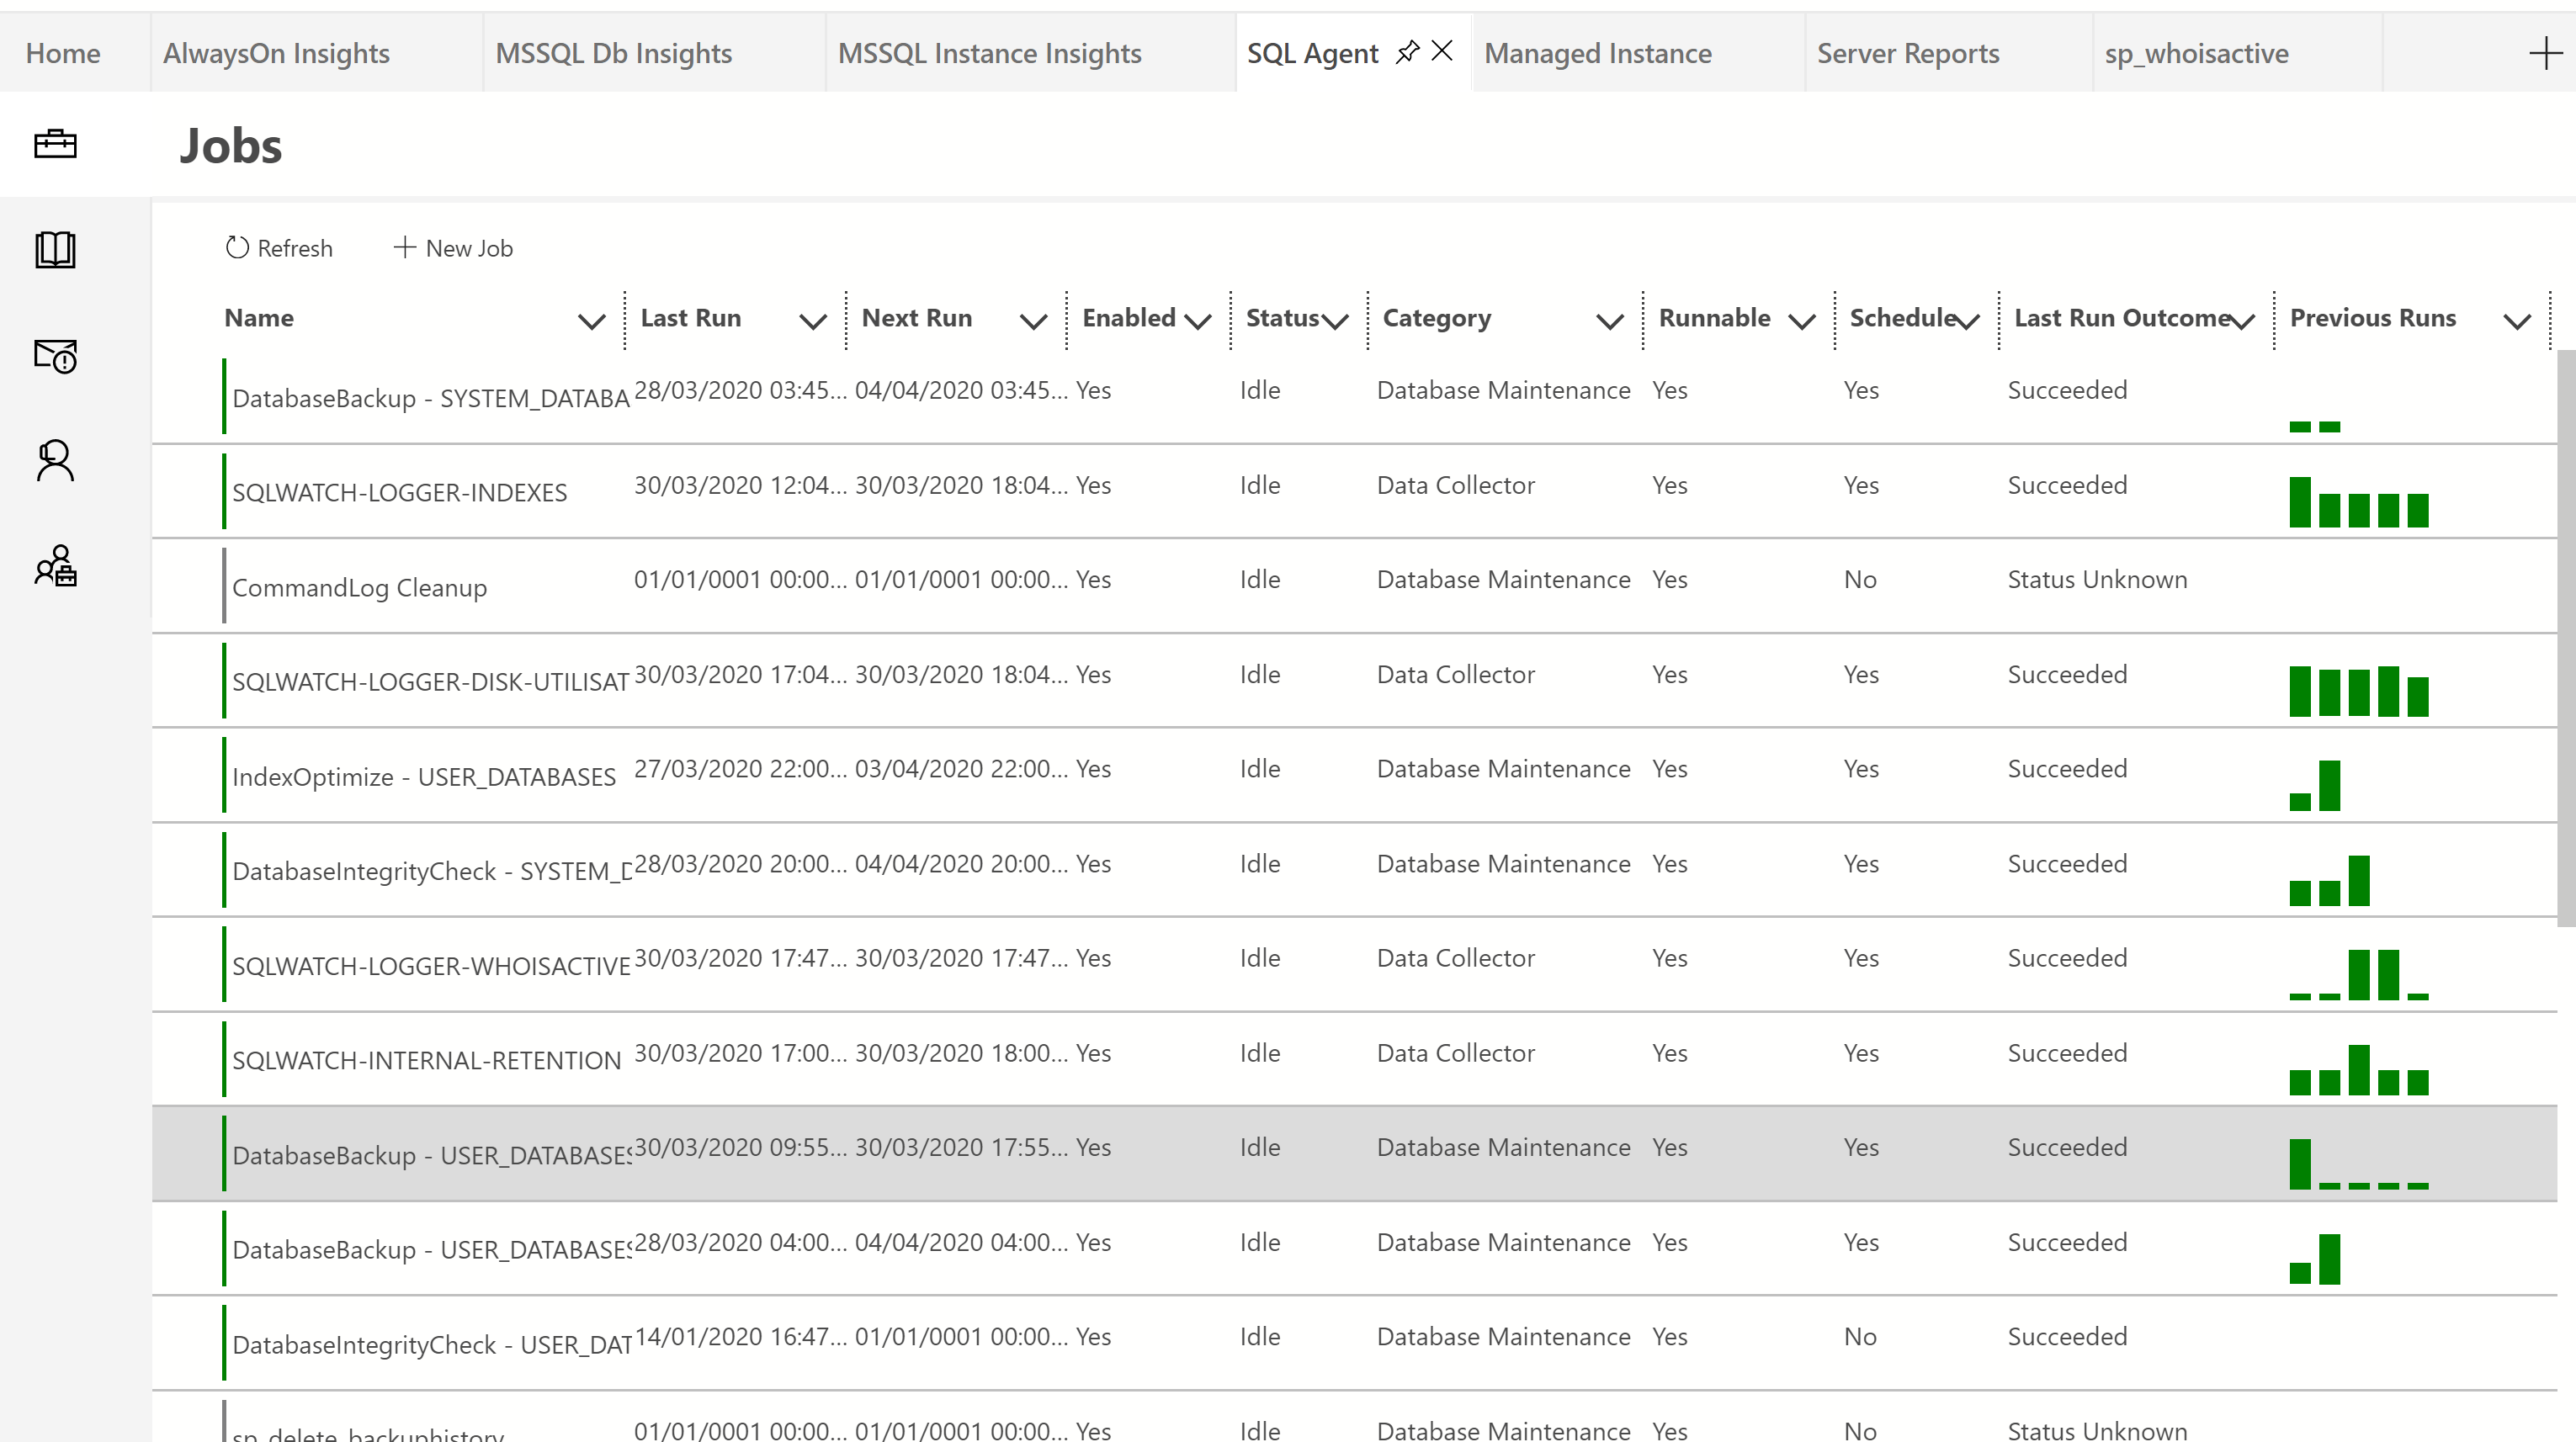 Home AlwaysOn Insights MSSQL Db Insights MSSQL Instance Insights SQL Agent Managed Instance Server Reports sp_whoisactive
Jobs
Refresh New Job
Name Last Run Next Run Enabled Status Category Runnable Schedule Last Run Outcome Previous Runs
DatabaseBackup - SYSTEM_DATABA 28/03/2020 03:45... 04/04/2020 03:45... Yes Idle Database Maintenance Yes Yes Succeeded
SQLWATCH-LOGGER-INDEXES 30/03/2020 12:04... 30/03/2020 18:04... Yes Idle Data Collector Yes Yes Succeeded
CommandLog Cleanup 01/01/0001 00:00... 01/01/0001 00:00... Yes Idle Database Maintenance Yes No Status Unknown
SQLWATCH-LOGGER-DISK-UTILISAT 30/03/2020 17:04... 30/03/2020 18:04... Yes Idle Data Collector Yes Yes Succeeded
IndexOptimize - USER_DATABASES 27/03/2020 22:00... 03/04/2020 22:00... Yes Idle Database Maintenance Yes Yes Succeeded
DatabaseIntegrityCheck - SYSTEM_D 28/03/2020 20:00... 04/04/2020 20:00... Yes Idle Database Maintenance Yes Yes Succeeded
SQLWATCH-LOGGER-WHOISACTIVE 30/03/2020 17:47... 30/03/2020 17:47... Yes Idle Data Collector Yes Yes Succeeded
SQLWATCH-INTERNAL-RETENTION 30/03/2020 17:00... 30/03/2020 18:00... Yes Idle Data Collector Yes Yes Succeeded
DatabaseBackup - USER_DATABASES 30/03/2020 09:55... 30/03/2020 17:55... Yes Idle Database Maintenance Yes Yes Succeeded
DatabaseBackup - USER_DATABASES 28/03/2020 04:00... 04/04/2020 04:00... Yes Idle Database Maintenance Yes Yes Succeeded
DatabaseIntegrityCheck - USER_DAT 14/01/2020 16:47... 01/01/0001 00:00... Yes Idle Database Maintenance Yes No Succeeded
sp_delete_backuphistory 01/01/0001 00:00... 01/01/0001 00:00... Yes Idle Database Maintenance Yes No Status Unknown